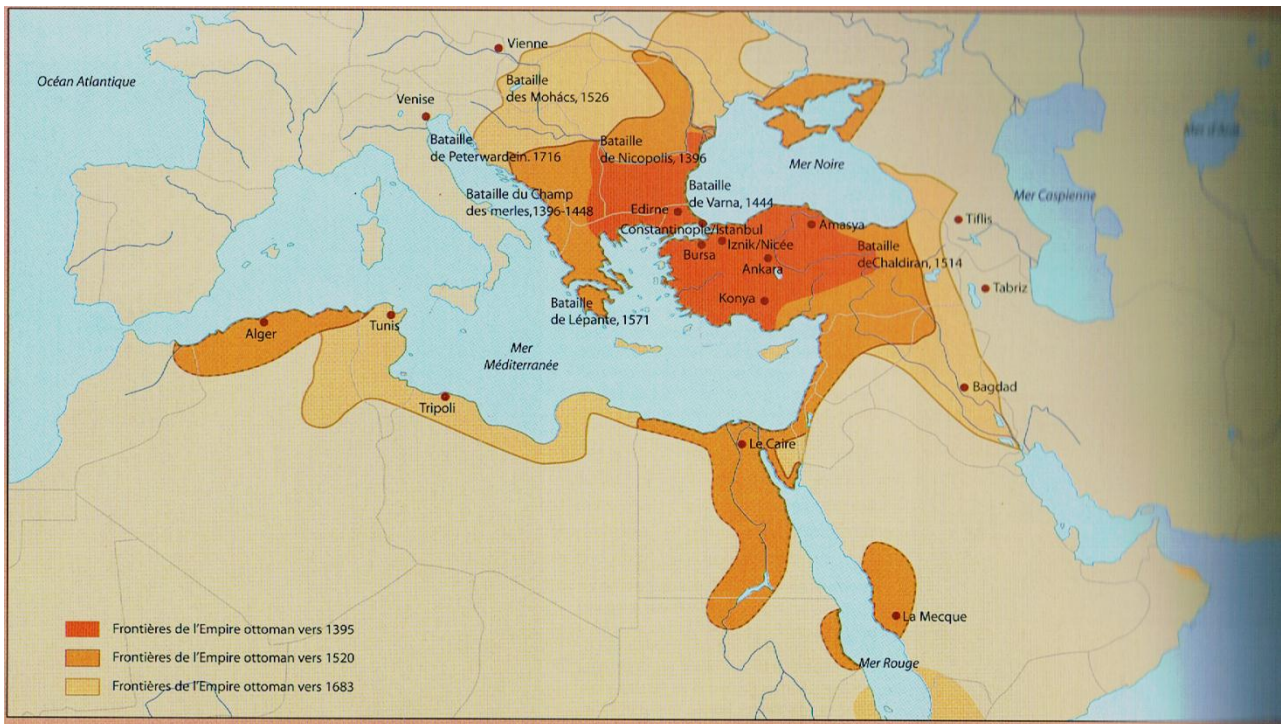 Vienne
Océan Atlantique
Bataille
des Mohács, 1526
Venise
Bataille
de Peterwardein. 1716
Bataille
de Nicopolis, 1396
Mer Noire
Mer d'Aral
Mer Caspienne
Bataille du Champ
des merles,1396-1448
Bataille
de Varna, 1444
Edirne
Constantinople/Istanbul
Amasya
Tiflis
Iznik/Nicée
Bursa
Ankara
Bataille
deChaldiran, 1514
Konya
Tabriz
Bataille
de Lépante, 1571
Alger
Tunis
Mer
Méditerranée
Bagdad
Tripoli
Le Caire
La Mecque
Mer Rouge
Frontières de l'Empire ottoman vers 1395
Frontières de l'Empire ottoman vers 1520
Frontières de l'Empire ottoman vers 1683